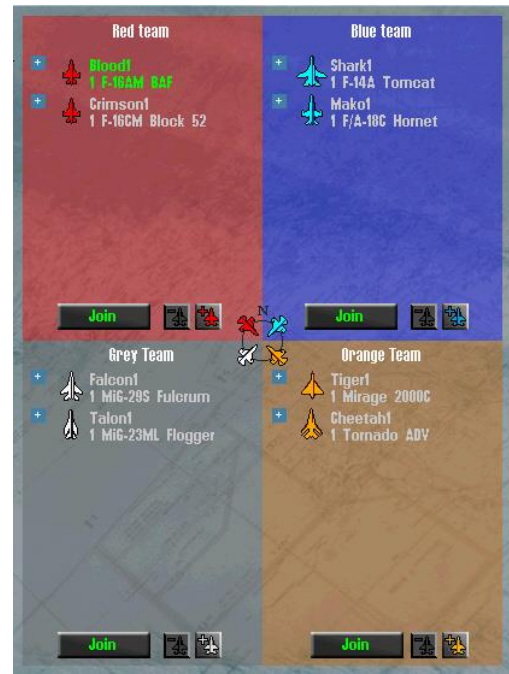 Red team
Blood1
1 F-16AM BAF
Crimson1
1 F-16CM Block 52
Join
Blue team
Shark1
1 F-14A Tomcat
Mako1
1 F/A-18C Hornet
Join
N
Grey Team
Falcon1
1 MiG-29S Fulcrum
Talon1
1 MiG-23ML Flogger
Join
Orange Team
Tiger1
1 Mirage 2000C
Cheetah1
1 Tornado ADV
Join